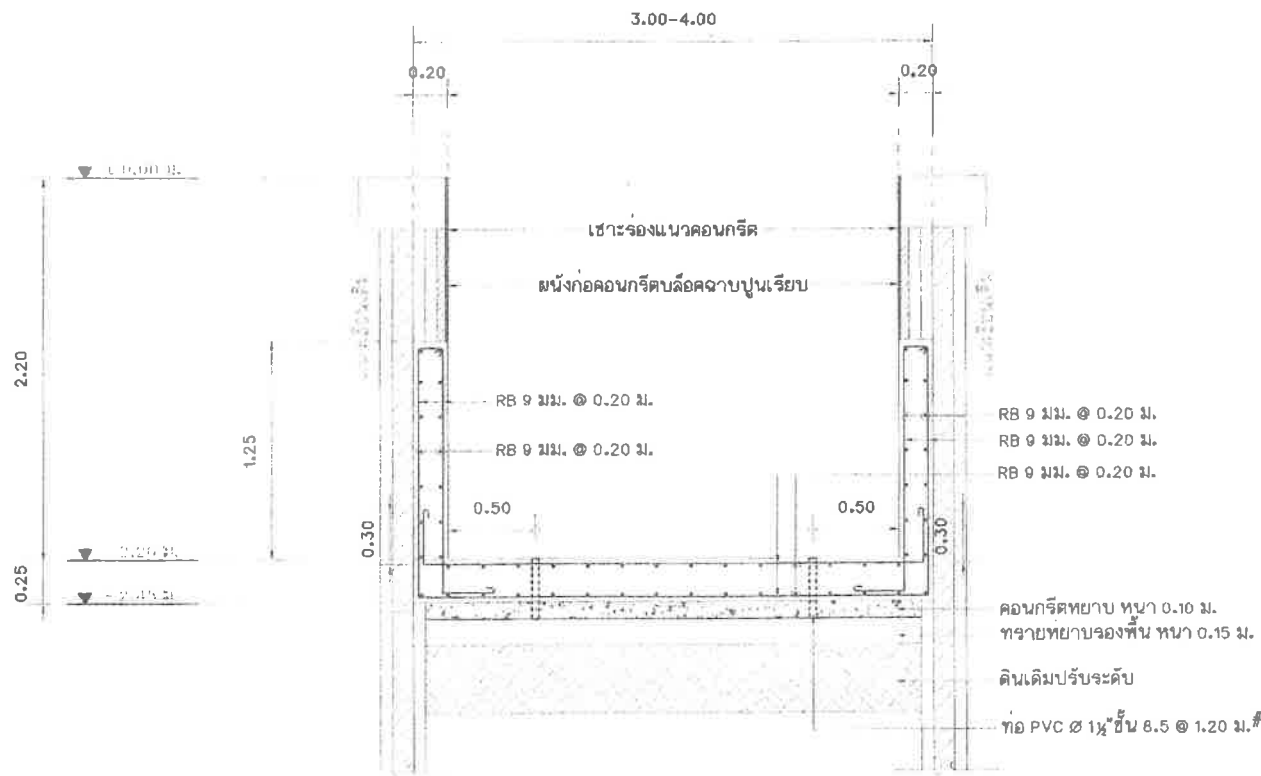 3.00-4.00
0.20
0.20
เซาะร่องแนวคอนกรีต
ผนังก่อคอนกรีตบล็อคฉาบปูนเรียบ
2.20
1.25
RB 9 มม. @ 0.20 ม.
RB 9 มม. @ 0.20 ม.
RB 9 มม. @ 0.20 ม.
RB 9 มม. @ 0.20 ม.
RB 9 มม. @ 0.20 ม.
0.50
0.50
0.30
0.30
0.25
คอนกรีตหยาบ หนา 0.10 ม.
ทรายหยาบรองพื้น หนา 0.15 ม.
ดินเดิมปรับระดับ
ท่อ PVC Ø 1½" ชั้น 8.5 @ 1.20 ม.#